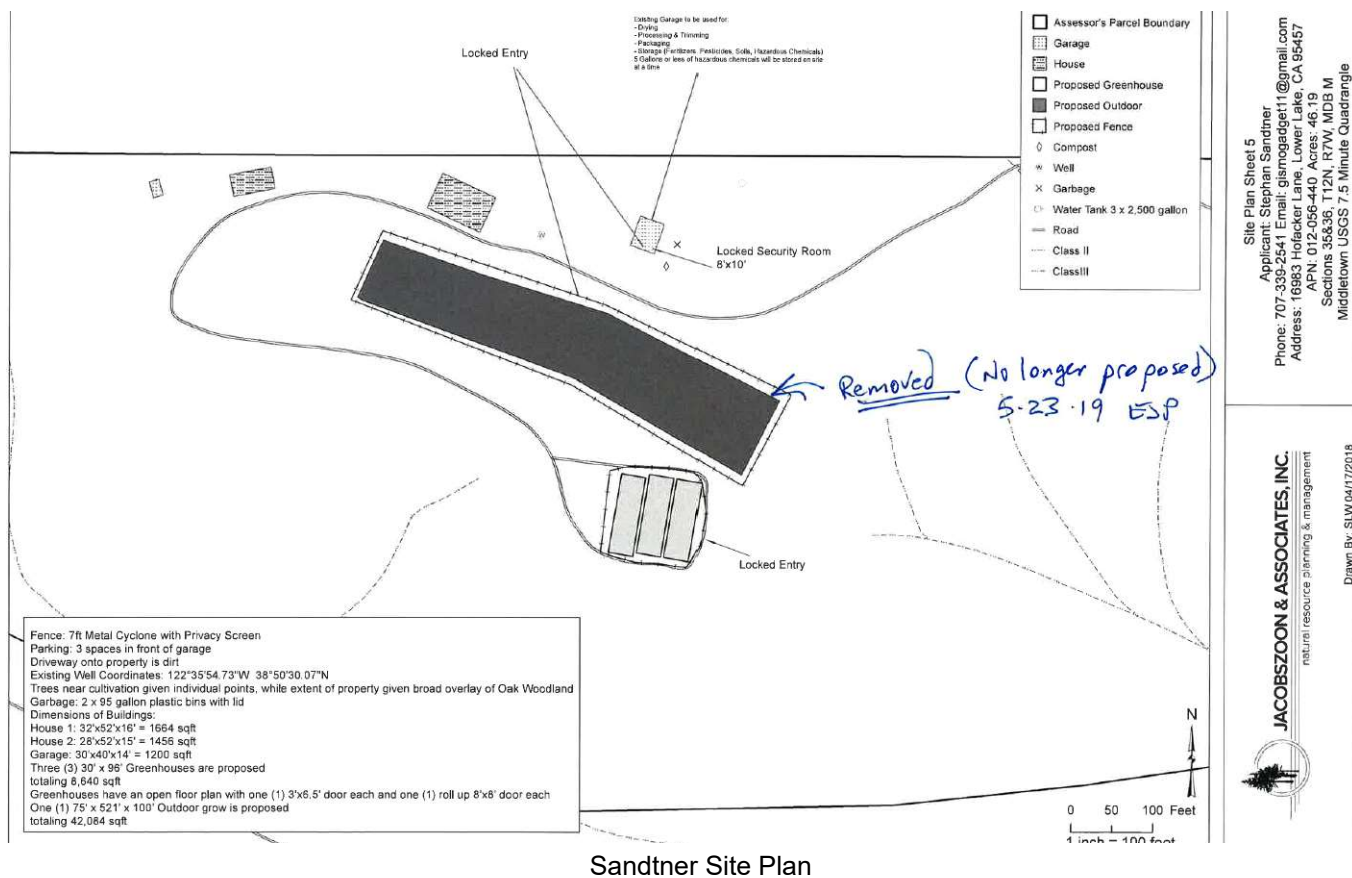 Existing Garage to be used for:
- Drying
- Processing & Trimming
- Packaging
- Storage (Fertilizers, Pesticides, Soils, Hazardous Chemicals)
5 Gallons or less of hazardous chemicals will be stored on site
at a time
Locked Entry
Locked Security Room
8'x10'
Removed (No longer proposed)
5-23-19 ESP
Locked Entry
Assessor's Parcel Boundary
Garage
House
Proposed Greenhouse
Proposed Outdoor
Proposed Fence
Compost
Well
Garbage
Water Tank 3 x 2,500 gallon
Road
Class II
ClassIII
Fence: 7ft Metal Cyclone with Privacy Screen
Parking: 3 spaces in front of garage
Driveway onto property is dirt
Existing Well Coordinates: 122°35'54.73"W 38°50'30.07"N
Trees near cultivation given individual points, while extent of property given broad overlay of Oak Woodland
Garbage: 2 x 95 gallon plastic bins with lid
Dimensions of Buildings:
House 1: 32'x52'x16' = 1664 sqft
House 2: 28'x52'x15' = 1456 sqft
Garage: 30'x40'x14' = 1200 sqft
Three (3) 30' x 96' Greenhouses are proposed
totaling 8,640 sqft
Greenhouses have an open floor plan with one (1) 3'x6.5' door each and one (1) roll up 8'x8' door each
One (1) 75' x 521' x 100' Outdoor grow is proposed
totaling 42,084 sqft
N
0 50 100 Feet
1 inch = 100 feet
Site Plan Sheet 5
Applicant: Stephan Sandtner
Phone: 707-339-2541 Email: gismogadget11@gmail.com
Address: 16983 Hofacker Lane, Lower Lake, CA 95457
APN: 012-056-440 Acres: 46.19
Sections 35&36, T12N, R7W, MDB M
Middletown USGS 7.5 Minute Quadrangle
JACOBSZOON & ASSOCIATES, INC.
natural resource planning & management
Drawn By: SLW 04/17/2018
Sandtner Site Plan